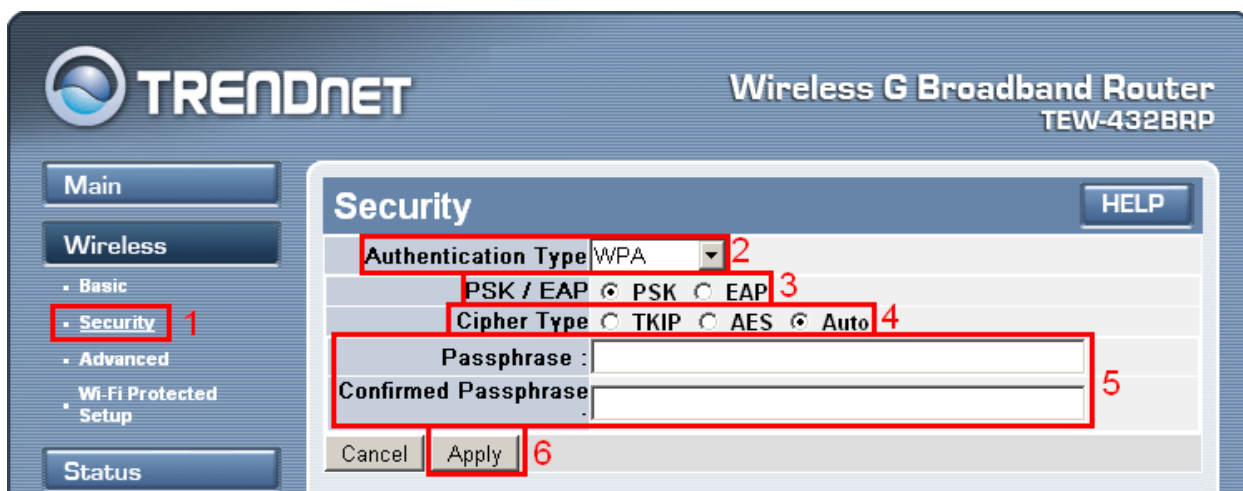 TRENDNET
Wireless G Broadband Router
TEW-432BRP
Main
Wireless
Basic
Security 1
Advanced
Wi-Fi Protected
Setup
Status
Security
HELP
Authentication Type WPA 2
PSK / EAP PSK EAP 3
Cipher Type TKIP AES Auto 4
Passphrase :
Confirmed Passphrase
:
5
Cancel Apply 6